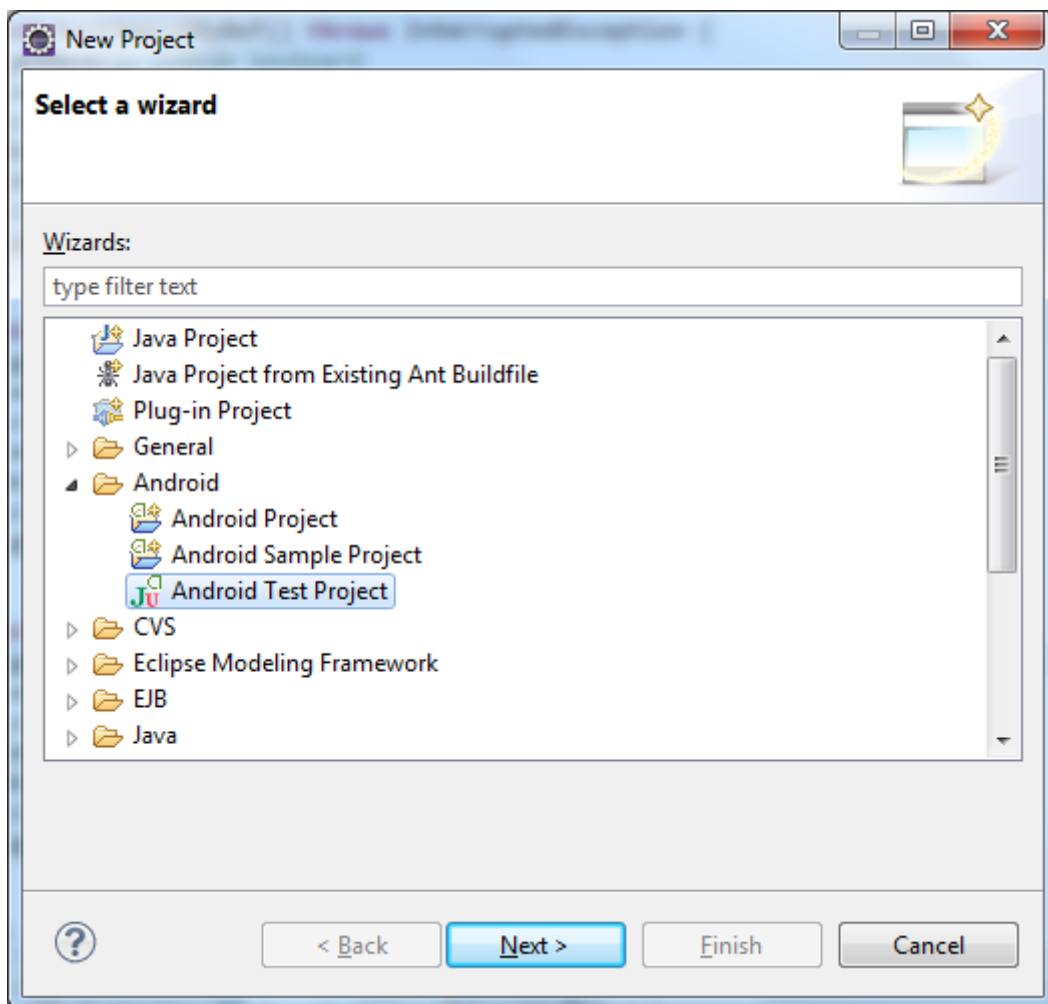 New Project
Select a wizard
Wizards:
type filter text
Java Project
Java Project from Existing Ant Buildfile
Plug-in Project
General
Android
Android Project
Android Sample Project
Android Test Project
CVS
Eclipse Modeling Framework
EJB
Java
< Back Next > Finish Cancel